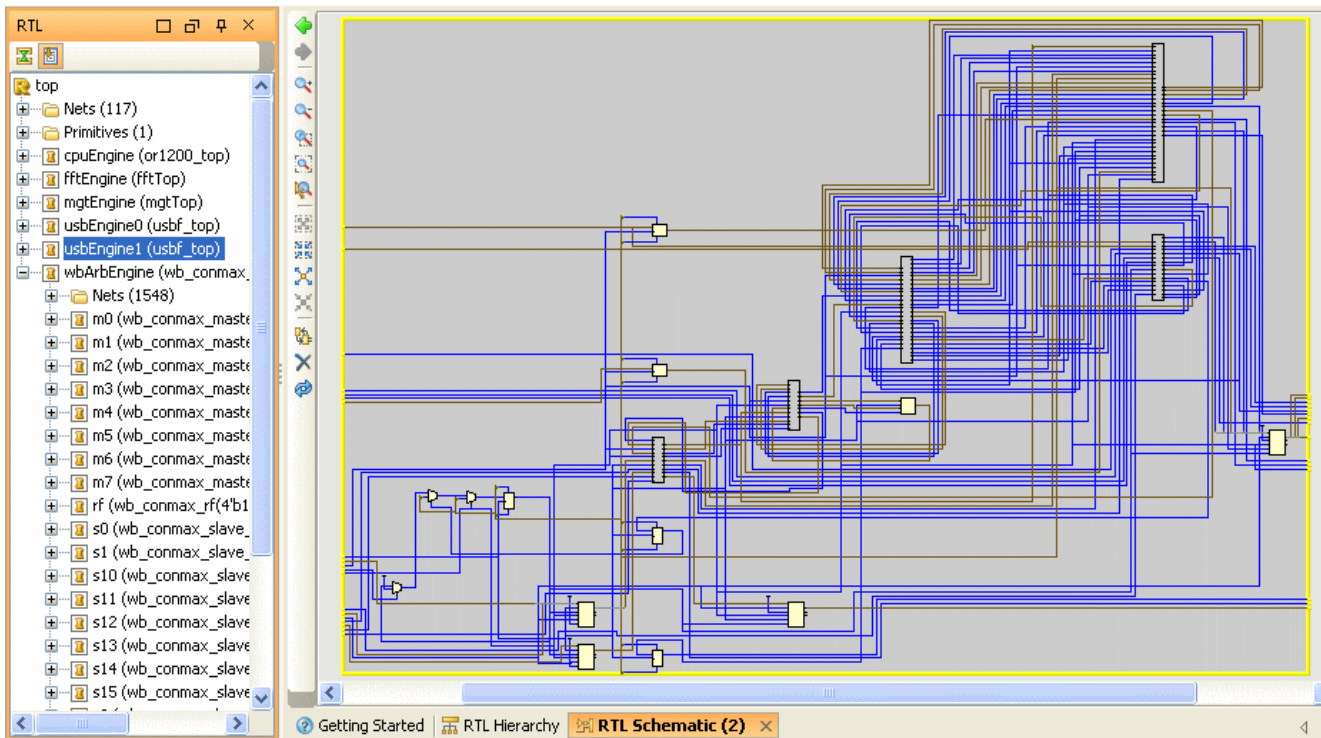 RTL
top
Nets (117)
Primitives (1)
cpuEngine (or1200_top)
fftEngine (fftTop)
mgtEngine (mgtTop)
usbEngine0 (usbf_top)
usbEngine1 (usbf_top)
wbArbEngine (wb_conmax_
Nets (1548)
m0 (wb_conmax_maste
m1 (wb_conmax_maste
m2 (wb_conmax_maste
m3 (wb_conmax_maste
m4 (wb_conmax_maste
m5 (wb_conmax_maste
m6 (wb_conmax_maste
m7 (wb_conmax_maste
rf (wb_conmax_rf(4'b1
s0 (wb_conmax_slave_
s1 (wb_conmax_slave_
s10 (wb_conmax_slave
s11 (wb_conmax_slave
s12 (wb_conmax_slave
s13 (wb_conmax_slave
s14 (wb_conmax_slave
s15 (wb_conmax_slave
Getting Started RTL Hierarchy RTL Schematic (2)